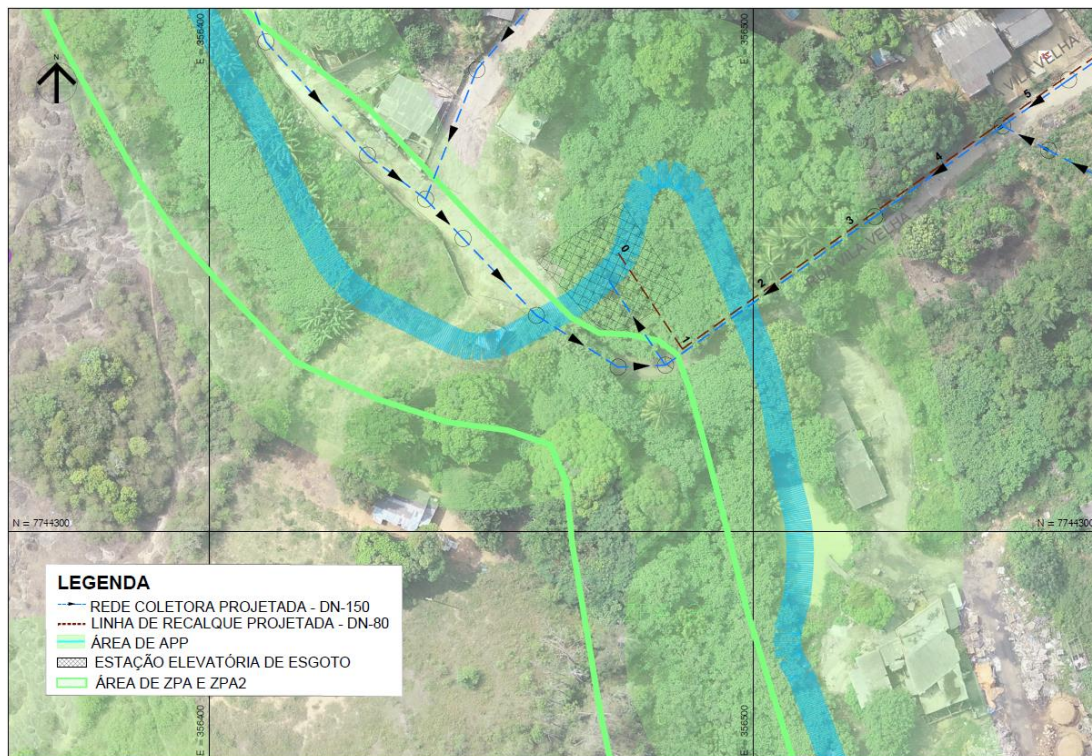 E = 356400
E = 356500
N
VILA VELHA
5
4
3
VILA VELHA
2
0
1
N = 7744300
N = 7744300
LEGENDA
REDE COLETORA PROJETADA - DN-150
LINHA DE RECALQUE PROJETADA - DN-80
ÁREA DE APP
ESTAÇÃO ELEVATÓRIA DE ESGOTO
ÁREA DE ZPA E ZPA2
E = 356400
E = 356500